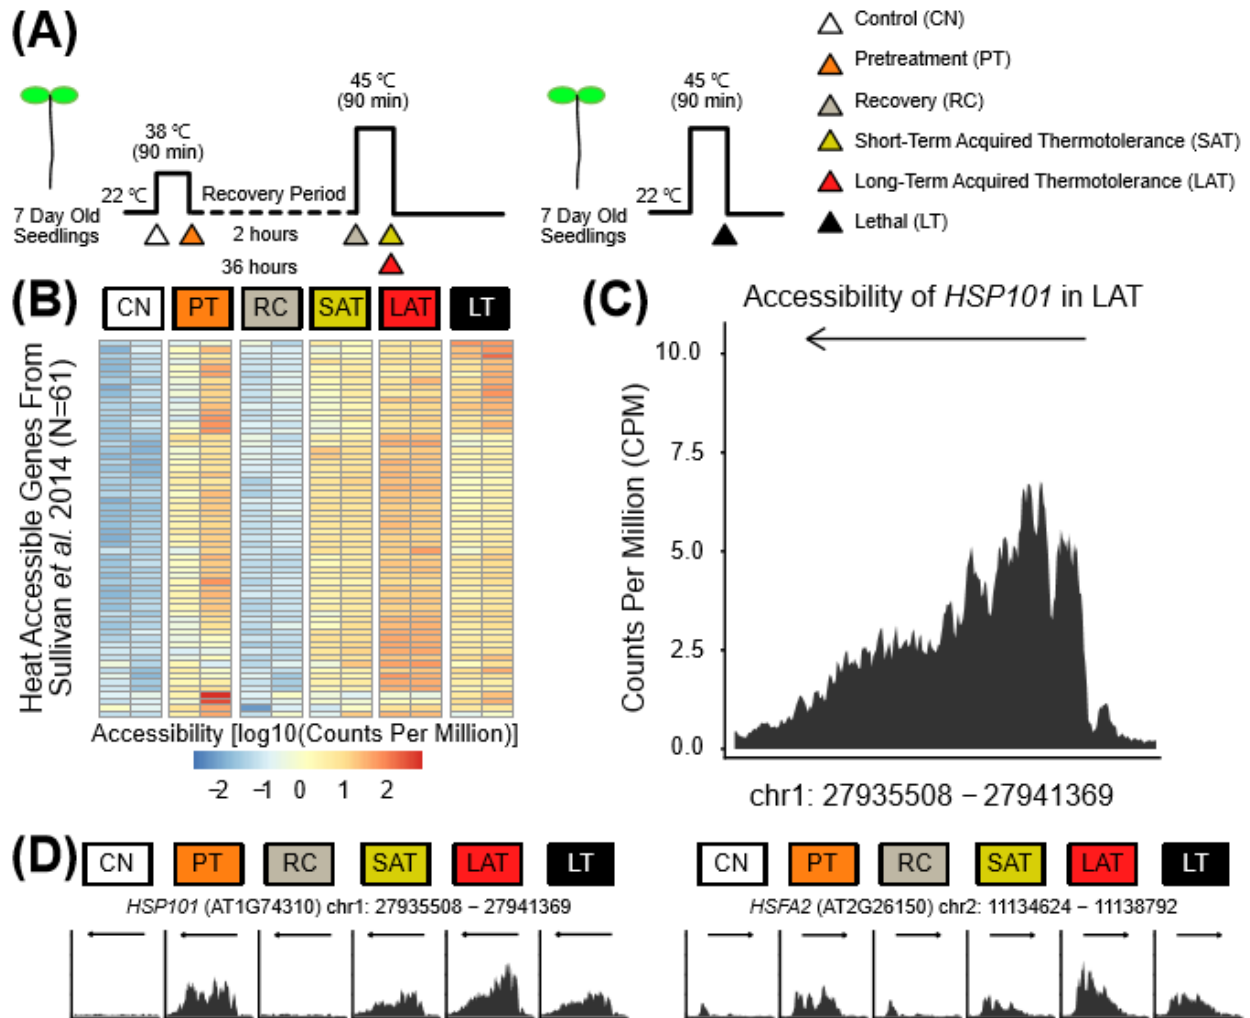 (A)
Control (CN)
Pretreatment (PT)
Recovery (RC)
Short-Term Acquired Thermotolerance (SAT)
Long-Term Acquired Thermotolerance (LAT)
Lethal (LT)
45 ℃
(90 min)
38 ℃
(90 min)
22 ℃
Recovery Period
7 Day Old
Seedlings
2 hours
36 hours
45 ℃
(90 min)
22 ℃
7 Day Old
Seedlings
(B)
CN PT RC SAT LAT LT
Heat Accessible Genes From
Sullivan et al. 2014 (N=61)
Accessibility [log10(Counts Per Million)]
−2 −1 0 1 2
(C)
Accessibility of HSP101 in LAT
Counts Per Million (CPM)
10.0
7.5
5.0
2.5
0.0
chr1: 27935508 − 27941369
(D)
CN PT RC SAT LAT LT
HSP101 (AT1G74310) chr1: 27935508 − 27941369
CN PT RC SAT LAT LT
HSFA2 (AT2G26150) chr2: 11134624 − 11138792